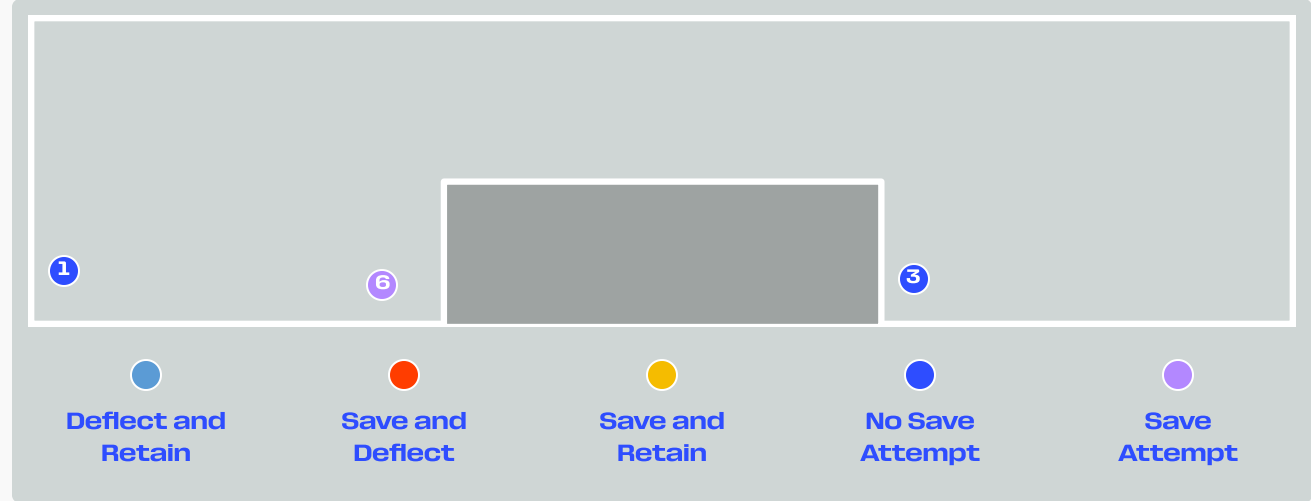 1
6
3
Deflect and
Retain
Save and
Deflect
Save and
Retain
No Save
Attempt
Save
Attempt